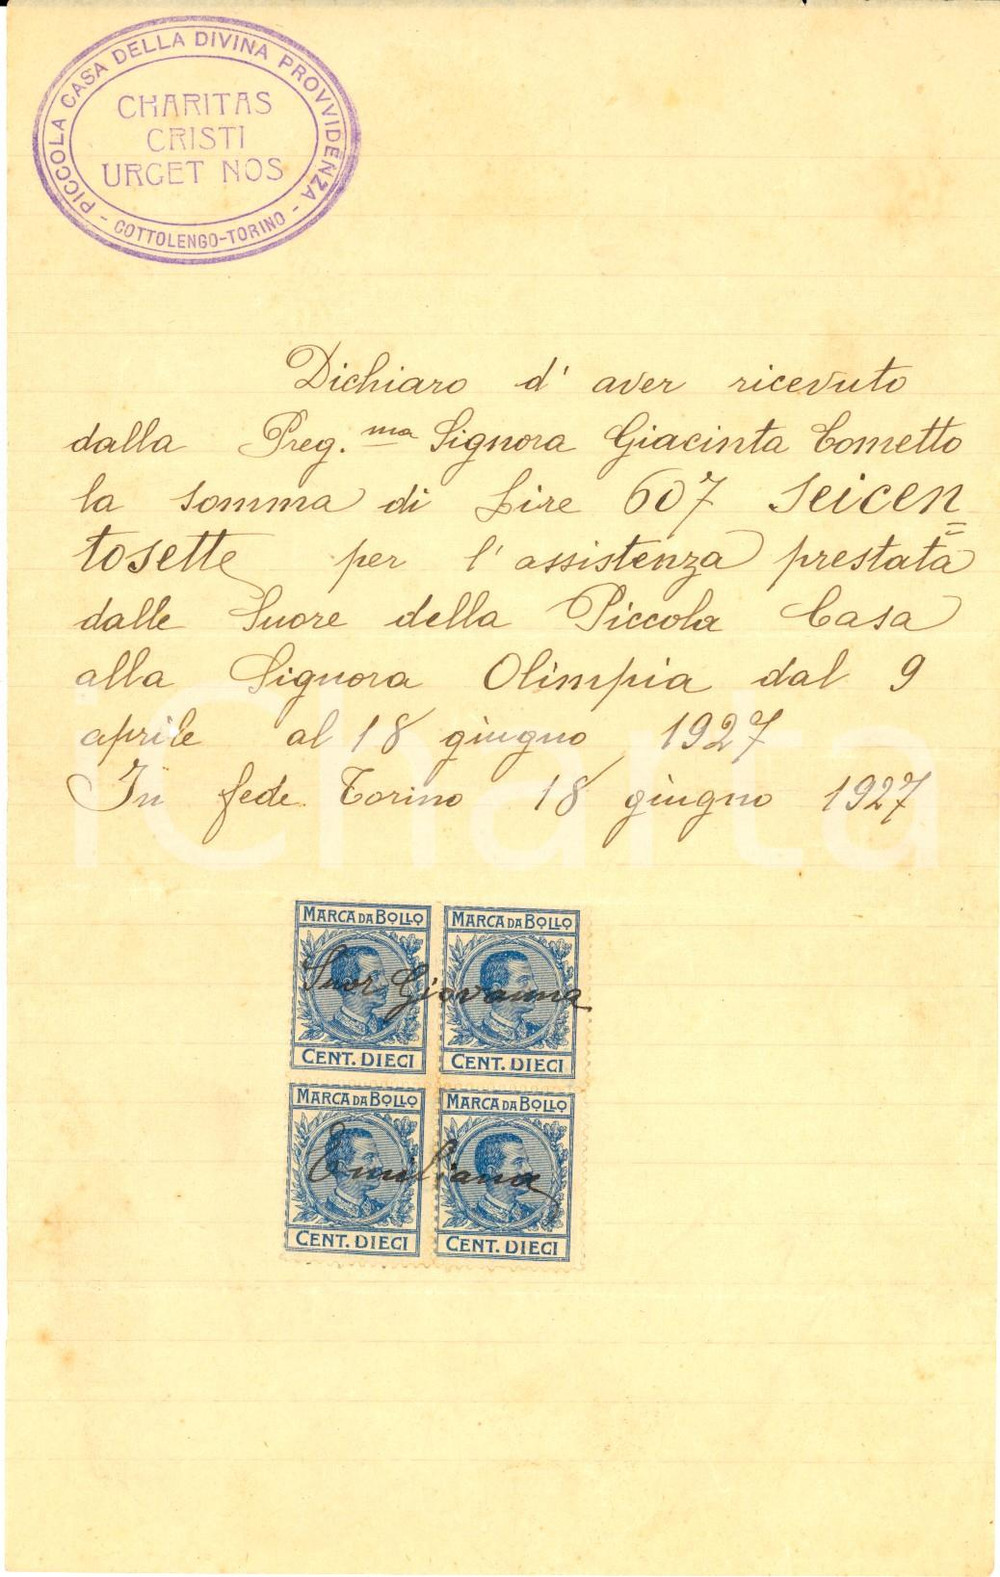 PICCOLA CASA DELLA DIVINA PROVVIDENZA
CHARITAS
CRISTI
URGET NOS
- COTTOLENGO-TORINO -
Dichiaro d' aver ricevuto
dalla Preg.ma Signora Giacinta Cometto
la somma di Lire 607 seicen=
tosette per l' assistenza prestata
dalle Suore della Piccola Casa
alla Signora Olimpia dal 9
aprile al 18 giugno 1927
In fede. Torino 18 giugno 1927
iCharta
MARCA DA BOLLO MARCA DA BOLLO
Suor Giovanna
CENT. DIECI CENT. DIECI
MARCA DA BOLLO MARCA DA BOLLO
Emiliana
CENT. DIECI CENT. DIECI